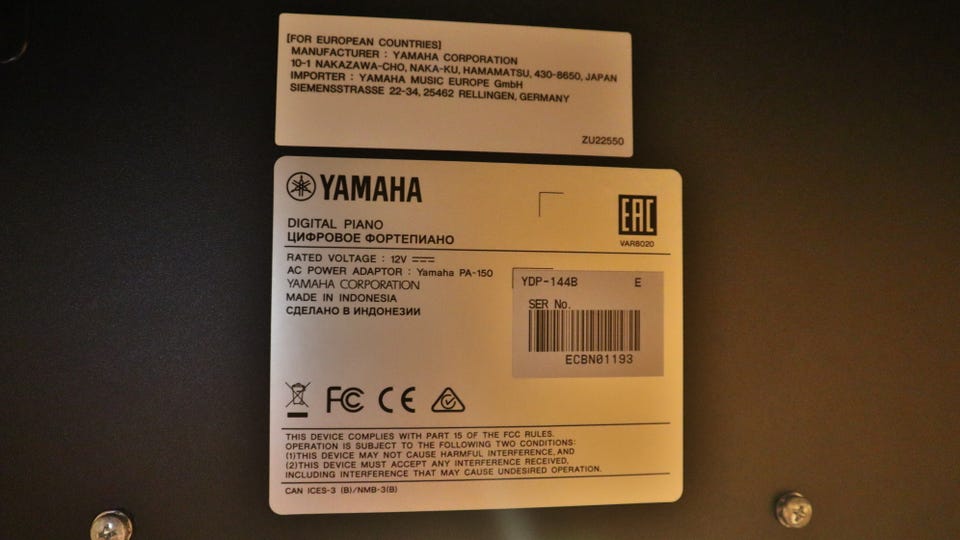 [FOR EUROPEAN COUNTRIES]
MANUFACTURER : YAMAHA CORPORATION
10-1 NAKAZAWA-CHO, NAKA-KU, HAMAMATSU, 430-8650, JAPAN
IMPORTER : YAMAHA MUSIC EUROPE GmbH
SIEMENSSTRASSE 22-34, 25462 RELLINGEN, GERMANY
ZU22550
YAMAHA
DIGITAL PIANO
ЦИФРОВОЕ ФОРТЕПИАНО
EAC
VAR8020
RATED VOLTAGE : 12V
AC POWER ADAPTOR : Yamaha PA-150
YAMAHA CORPORATION
MADE IN INDONESIA
СДЕЛАНО В ИНДОНЕЗИИ
YDP-144B E
SER No.
ECBN01193
FC CE
THIS DEVICE COMPLIES WITH PART 15 OF THE FCC RULES.
OPERATION IS SUBJECT TO THE FOLLOWING TWO CONDITIONS:
(1)THIS DEVICE MAY NOT CAUSE HARMFUL INTERFERENCE, AND
(2)THIS DEVICE MUST ACCEPT ANY INTERFERENCE RECEIVED,
INCLUDING INTERFERENCE THAT MAY CAUSE UNDESIRED OPERATION.
CAN ICES-3 (B)/NMB-3(B)